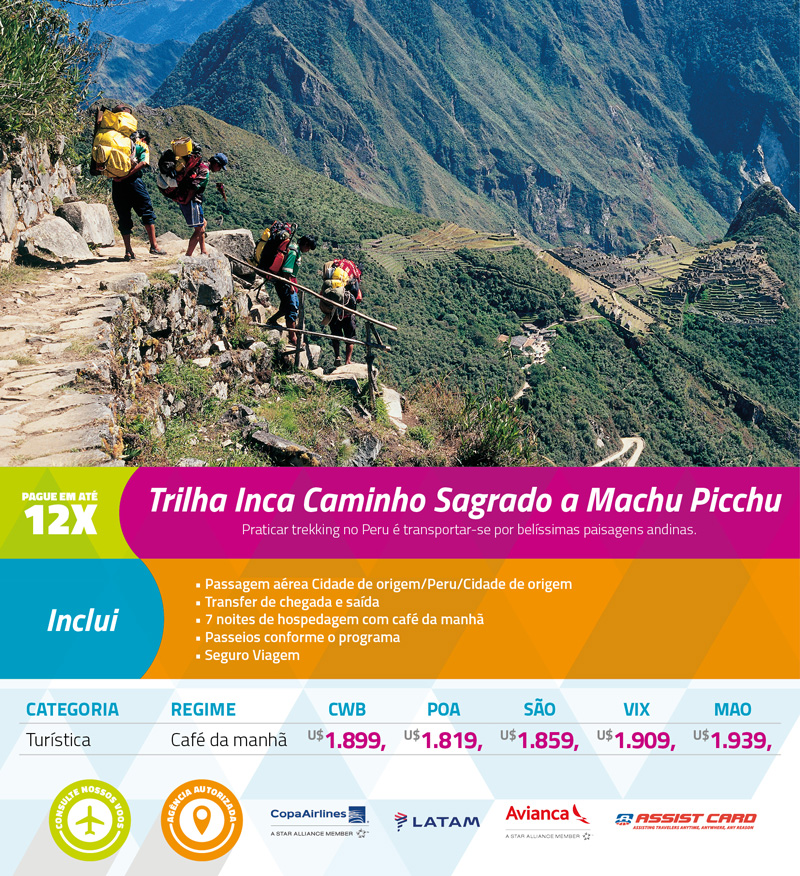 PAGUE EM ATÉ
12X
Trilha Inca Caminho Sagrado a Machu Picchu
Praticar trekking no Peru é transportar-se por belíssimas paisagens andinas.
Inclui
• Passagem aérea Cidade de origem/Peru/Cidade de origem
• Transfer de chegada e saída
• 7 noites de hospedagem com café da manhã
• Passeios conforme o programa
• Seguro Viagem
CATEGORIA REGIME CWB POA SÃO VIX MAO
Turística Café da manhã U$1.899, U$1.819, U$1.859, U$1.909, U$1.939,
CONSULTE NOSSOS VOOS
AGÊNCIA AUTORIZADA
CopaAirlines
A STAR ALLIANCE MEMBER
LATAM
Avianca
A STAR ALLIANCE MEMBER
ASSIST CARD
ASSISTING TRAVELERS ANYTIME, ANYWHERE, ANY REASON